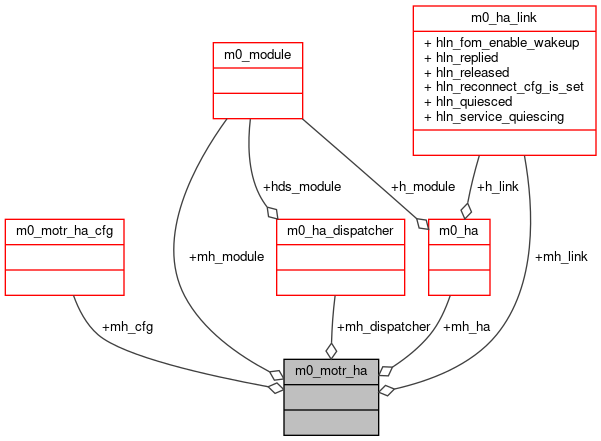 m0_ha_link
+ hln_fom_enable_wakeup
+ hln_replied
+ hln_released
+ hln_reconnect_cfg_is_set
+ hln_quiesced
+ hln_service_quiescing
m0_module
+hds_module
+h_module
+h_link
m0_motr_ha_cfg
m0_ha_dispatcher
m0_ha
+mh_module
+mh_link
+mh_cfg
+mh_dispatcher
+mh_ha
m0_motr_ha